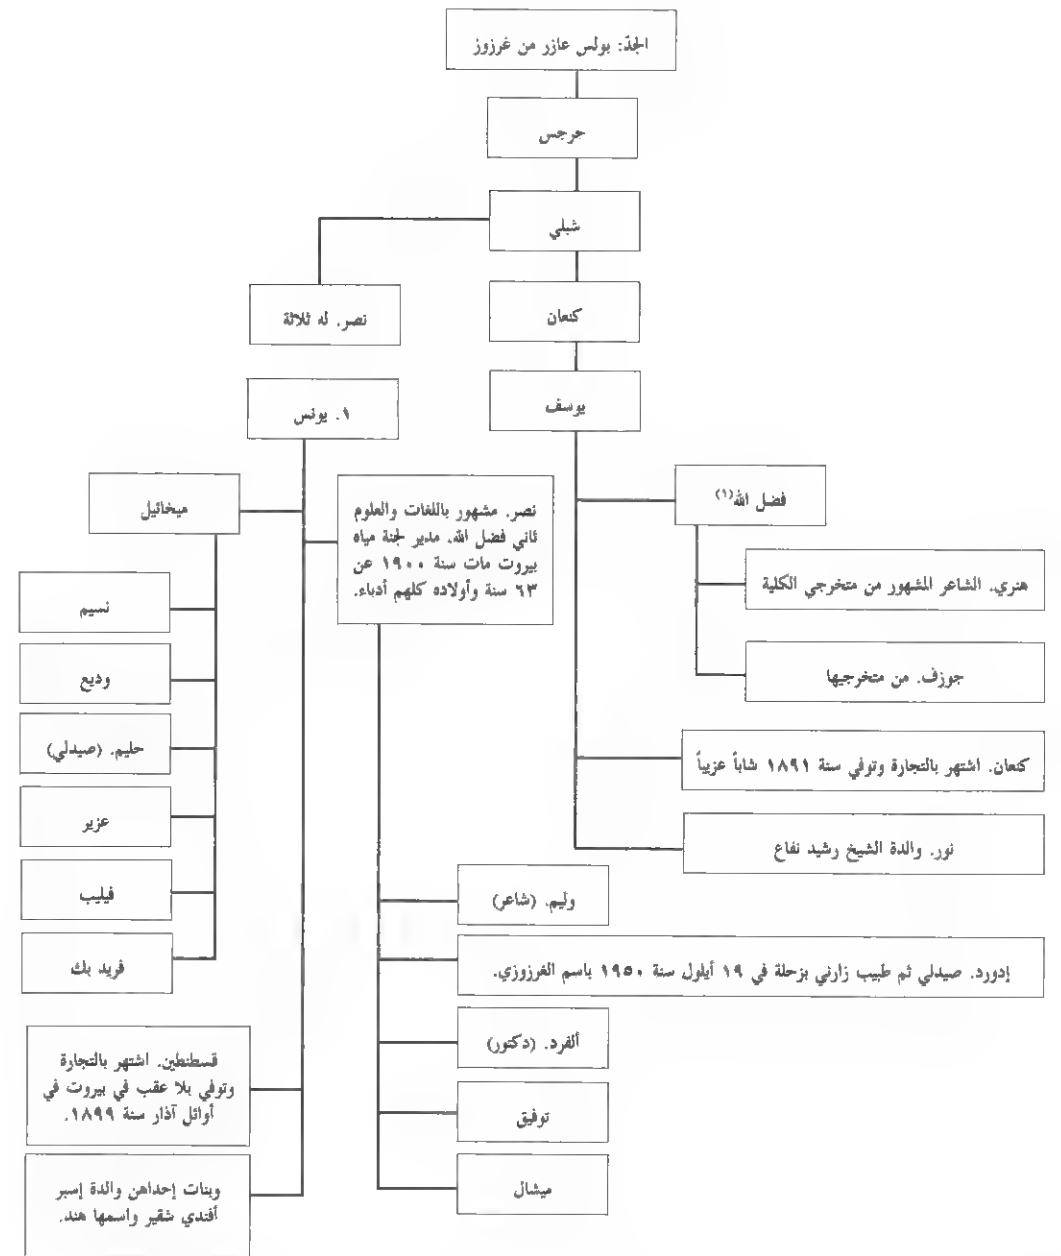 الجدّ: بولس عازر من غرزوز
جرجس
شبلي
كنعان
نصر. له ثلاثة
يوسف
١. يونس
فضل الله(١)
هنري. الشاعر المشهور من متخرجي الكلية
جوزف. من متخرجيها
كنعان. اشتهر بالتجارة وتوفي سنة ١٨٩١ شاباً عزيباً
نور. والدة الشيخ رشيد نفاع
نصر. مشهور باللغات والعلوم
ثاني فضل الله. مدير لجنة مياه
بيروت مات سنة ١٩٠٠ عن
٦٣ سنة وأولاده كلهم أدباء.
وليم. (شاعر)
إدورد. صيدلي ثم طبيب زارني بزحلة في ١٩ أيلول سنة ١٩٥٠ باسم الغرزوزي.
ألفرد. (دكتور)
توفيق
ميشال
ميخائيل
نسيم
وديع
حليم. (صيدلي)
عزيز
فيليب
فريد بك
قسطنطين. اشتهر بالتجارة
وتوفي بلا عقب في بيروت في
أوائل آذار سنة ١٨٩٩.
وبنات إحداهن والدة إسبر
أفندي شقير واسمها هند.